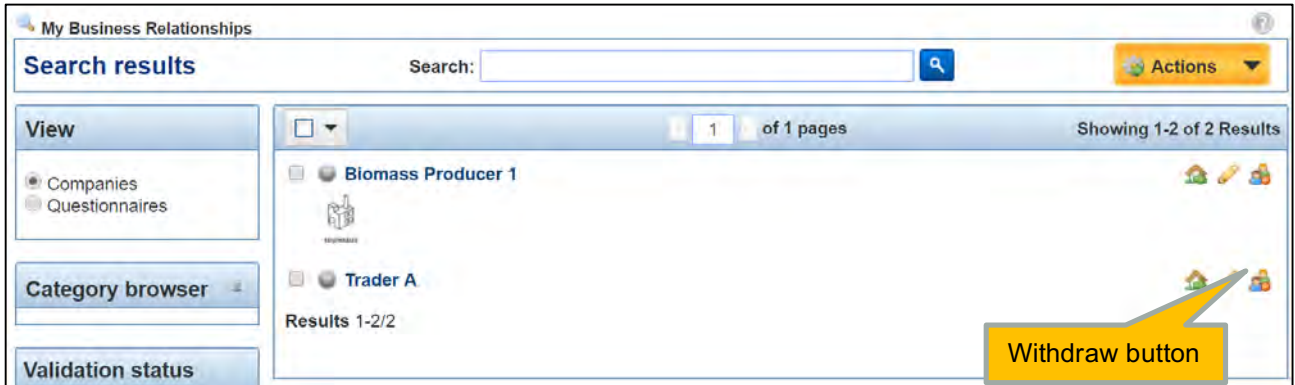 My Business Relationships
Search results
Search:
Actions
View
Companies
Questionnaires
Category browser
Validation status
1 of 1 pages
Showing 1-2 of 2 Results
Biomass Producer 1
Trader A
Results 1-2/2
Withdraw button